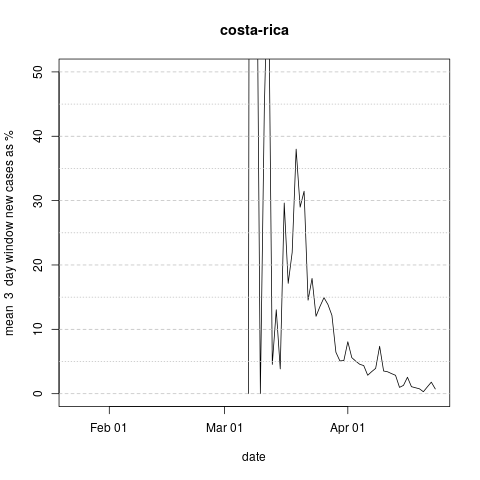 costa-rica
mean  3  day window new cases as %
50
40
30
20
10
0
Feb 01
Mar 01
Apr 01
date